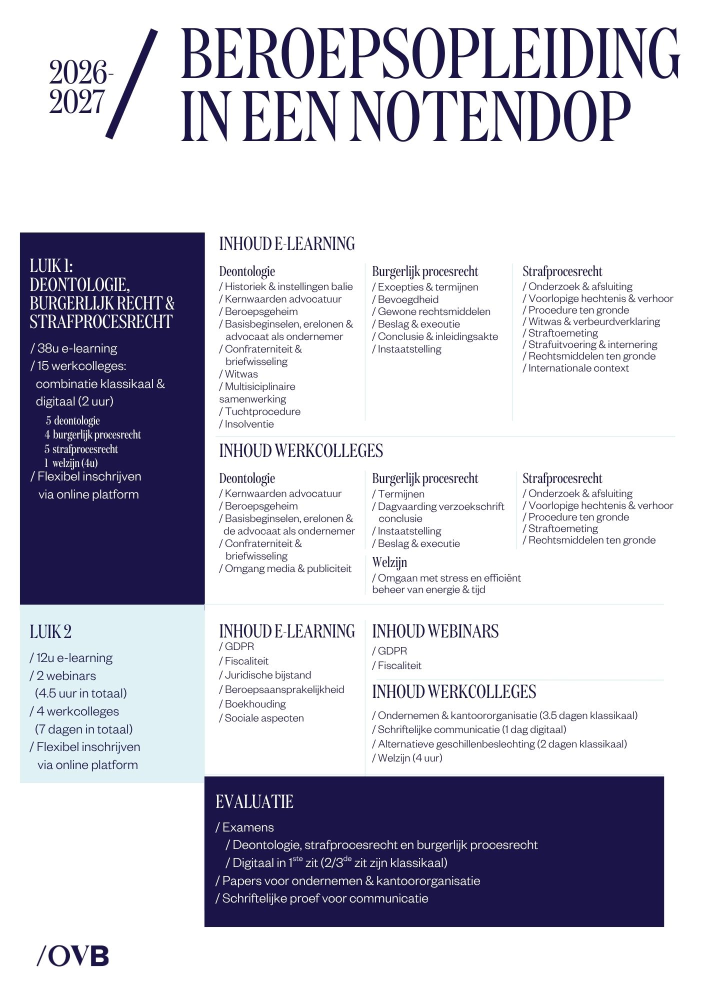 2026-
2027
BEROEPSOPLEIDING
IN EEN NOTENDOP
LUIK 1:
DEONTOLOGIE,
BURGERLIJK RECHT &
STRAFPROCESRECHT
/ 38u e-learning
/ 15 werkcolleges:
combinatie klassikaal &
digitaal (2 uur)
5 deontologie
4 burgerlijk procesrecht
5 strafprocesrecht
1 welzijn (4u)
/ Flexibel inschrijven
via online platform
INHOUD E-LEARNING
Deontologie
/ Historiek & instellingen balie
/ Kernwaarden advocatuur
/ Beroepsgeheim
/ Basisbeginselen, erelonen &
advocaat als ondernemer
/ Confraterniteit &
briefwisseling
/ Witwas
/ Multisiciplinaire
samenwerking
/ Tuchtprocedure
/ Insolventie
Burgerlijk procesrecht
/ Excepties & termijnen
/ Bevoegdheid
/ Gewone rechtsmiddelen
/ Beslag & executie
/ Conclusie & inleidingsakte
/ Instaatstelling
Strafprocesrecht
/ Onderzoek & afsluiting
/ Voorlopige hechtenis & verhoor
/ Procedure ten gronde
/ Witwas & verbeurdverklaring
/ Straftoemeting
/ Strafuitvoering & internering
/ Rechtsmiddelen ten gronde
/ Internationale context
INHOUD WERKCOLLEGES
Deontologie
/ Kernwaarden advocatuur
/ Beroepsgeheim
/ Basisbeginselen, erelonen &
de advocaat als ondernemer
/ Confraterniteit &
briefwisseling
/ Omgang media & publiciteit
Burgerlijk procesrecht
/ Termijnen
/ Dagvaarding verzoekschrift
conclusie
/ Instaatstelling
/ Beslag & executie
Welzijn
/ Omgaan met stress en efficiënt
beheer van energie & tijd
Strafprocesrecht
/ Onderzoek & afsluiting
/ Voorlopige hechtenis & verhoor
/ Procedure ten gronde
/ Straftoemeting
/ Rechtsmiddelen ten gronde
LUIK 2
/ 12u e-learning
/ 2 webinars
(4.5 uur in totaal)
/ 4 werkcolleges
(7 dagen in totaal)
/ Flexibel inschrijven
via online platform
INHOUD E-LEARNING
/ GDPR
/ Fiscaliteit
/ Juridische bijstand
/ Beroepsaansprakelijkheid
/ Boekhouding
/ Sociale aspecten
INHOUD WEBINARS
/ GDPR
/ Fiscaliteit
INHOUD WERKCOLLEGES
/ Ondernemen & kantoororganisatie (3.5 dagen klassikaal)
/ Schriftelijke communicatie (1 dag digitaal)
/ Alternatieve geschillenbeslechting (2 dagen klassikaal)
/ Welzijn (4 uur)
EVALUATIE
/ Examens
/ Deontologie, strafprocesrecht en burgerlijk procesrecht
/ Digitaal in 1ste zit (2/3de zit zijn klassikaal)
/ Papers voor ondernemen & kantoororganisatie
/ Schriftelijke proef voor communicatie
/OVB